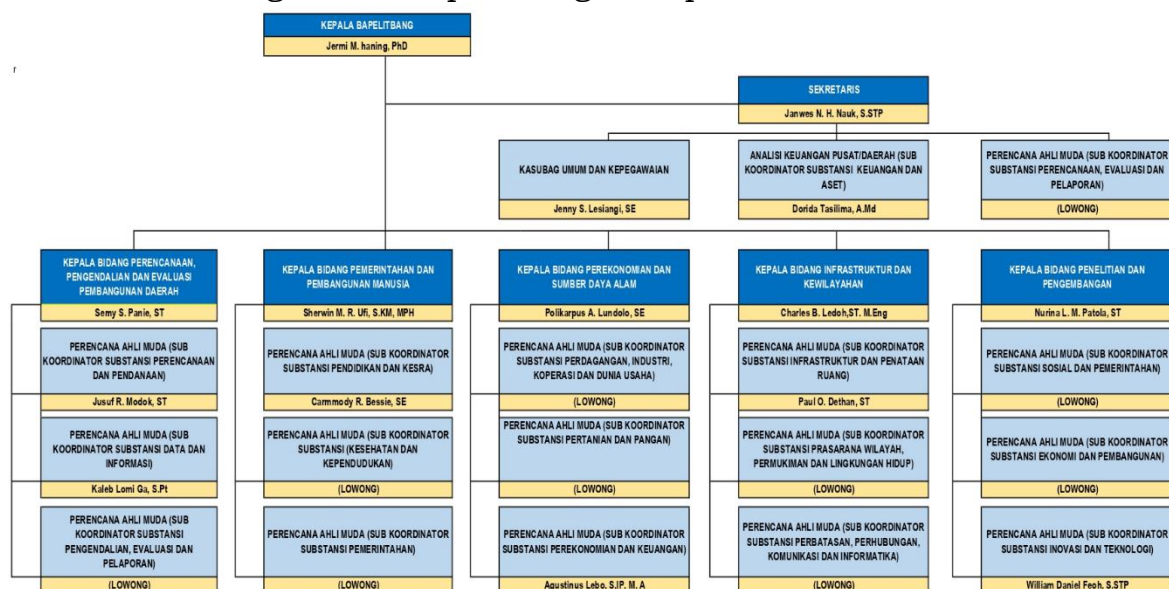 KEPALA BAPELITBANG
Jermi M. haning, PhD
r
SEKRETARIS
Janwes N. H. Nauk, S.STP
KASUBAG UMUM DAN KEPEGAWAIAN
Jenny S. Lesiangi, SE
ANALISI KEUANGAN PUSAT/DAERAH (SUB
KOORDINATOR SUBSTANSI KEUANGAN DAN
ASET)
Dorida Tasilima, A.Md
PERENCANA AHLI MUDA (SUB KOORDINATOR
SUBSTANSI PERENCANAAN, EVALUASI DAN
PELAPORAN)
(LOWONG)
KEPALA BIDANG PERENCANAAN,
PENGENDALIAN DAN EVALUASI
PEMBANGUNAN DAERAH
Semy S. Panie, ST
PERENCANA AHLI MUDA (SUB
KOORDINATOR SUBSTANSI PERENCANAAN
DAN PENDANAAN)
Jusuf R. Modok, ST
PERENCANA AHLI MUDA (SUB
KOORDINATOR SUBSTANSI DATA DAN
INFORMASI)
Kaleb Lomi Ga, S.Pt
PERENCANA AHLI MUDA (SUB
KOORDINATOR SUBSTANSI
PENGENDALIAN, EVALUASI DAN
PELAPORAN)
(LOWONG)
KEPALA BIDANG PEMERINTAHAN DAN
PEMBANGUNAN MANUSIA
Sherwin M. R. Ufi, S.KM, MPH
PERENCANA AHLI MUDA (SUB KOORDINATOR
SUBSTANSI PENDIDIKAN DAN KESRA)
Carmmody R. Bessie, SE
PERENCANA AHLI MUDA (SUB KOORDINATOR
SUBSTANSI (KESEHATAN DAN
KEPENDUDUKAN)
(LOWONG)
PERENCANA AHLI MUDA (SUB KOORDINATOR
SUBSTANSI PEMERINTAHAN)
(LOWONG)
KEPALA BIDANG PEREKONOMIAN DAN
SUMBER DAYA ALAM
Polikarpus A. Lundolo, SE
PERENCANA AHLI MUDA (SUB KOORDINATOR
SUBSTANSI PERDAGANGAN, INDUSTRI,
KOPERASI DAN DUNIA USAHA)
(LOWONG)
PERENCANA AHLI MUDA (SUB KOORDINATOR
SUBSTANSI PERTANIAN DAN PANGAN)
(LOWONG)
PERENCANA AHLI MUDA (SUB KOORDINATOR
SUBSTANSI PEREKONOMIAN DAN KEUANGAN)
Agustinus Lebo, S.IP. M. A
KEPALA BIDANG INFRASTRUKTUR DAN
KEWILAYAHAN
Charles B. Ledoh,ST. M.Eng
PERENCANA AHLI MUDA (SUB KOORDINATOR
SUBSTANSI INFRASTRUKTUR DAN PENATAAN
RUANG)
Paul O. Dethan, ST
PERENCANA AHLI MUDA (SUB KOORDINATOR
SUBSTANSI PRASARANA WILAYAH,
PERMUKIMAN DAN LINGKUNGAN HIDUP)
(LOWONG)
PERENCANA AHLI MUDA (SUB KOORDINATOR
SUBSTANSI PERBATASAN, PERHUBUNGAN,
KOMUNIKASI DAN INFORMATIKA)
(LOWONG)
KEPALA BIDANG PENELITIAN DAN
PENGEMBANGAN
Nurina L. M. Patola, ST
PERENCANA AHLI MUDA (SUB KOORDINATOR
SUBSTANSI SOSIAL DAN PEMERINTAHAN)
(LOWONG)
PERENCANA AHLI MUDA (SUB KOORDINATOR
SUBSTANSI EKONOMI DAN PEMBANGUNAN)
(LOWONG)
PERENCANA AHLI MUDA (SUB KOORDINATOR
SUBSTANSI INOVASI DAN TEKNOLOGI)
William Daniel Feoh, S.STP